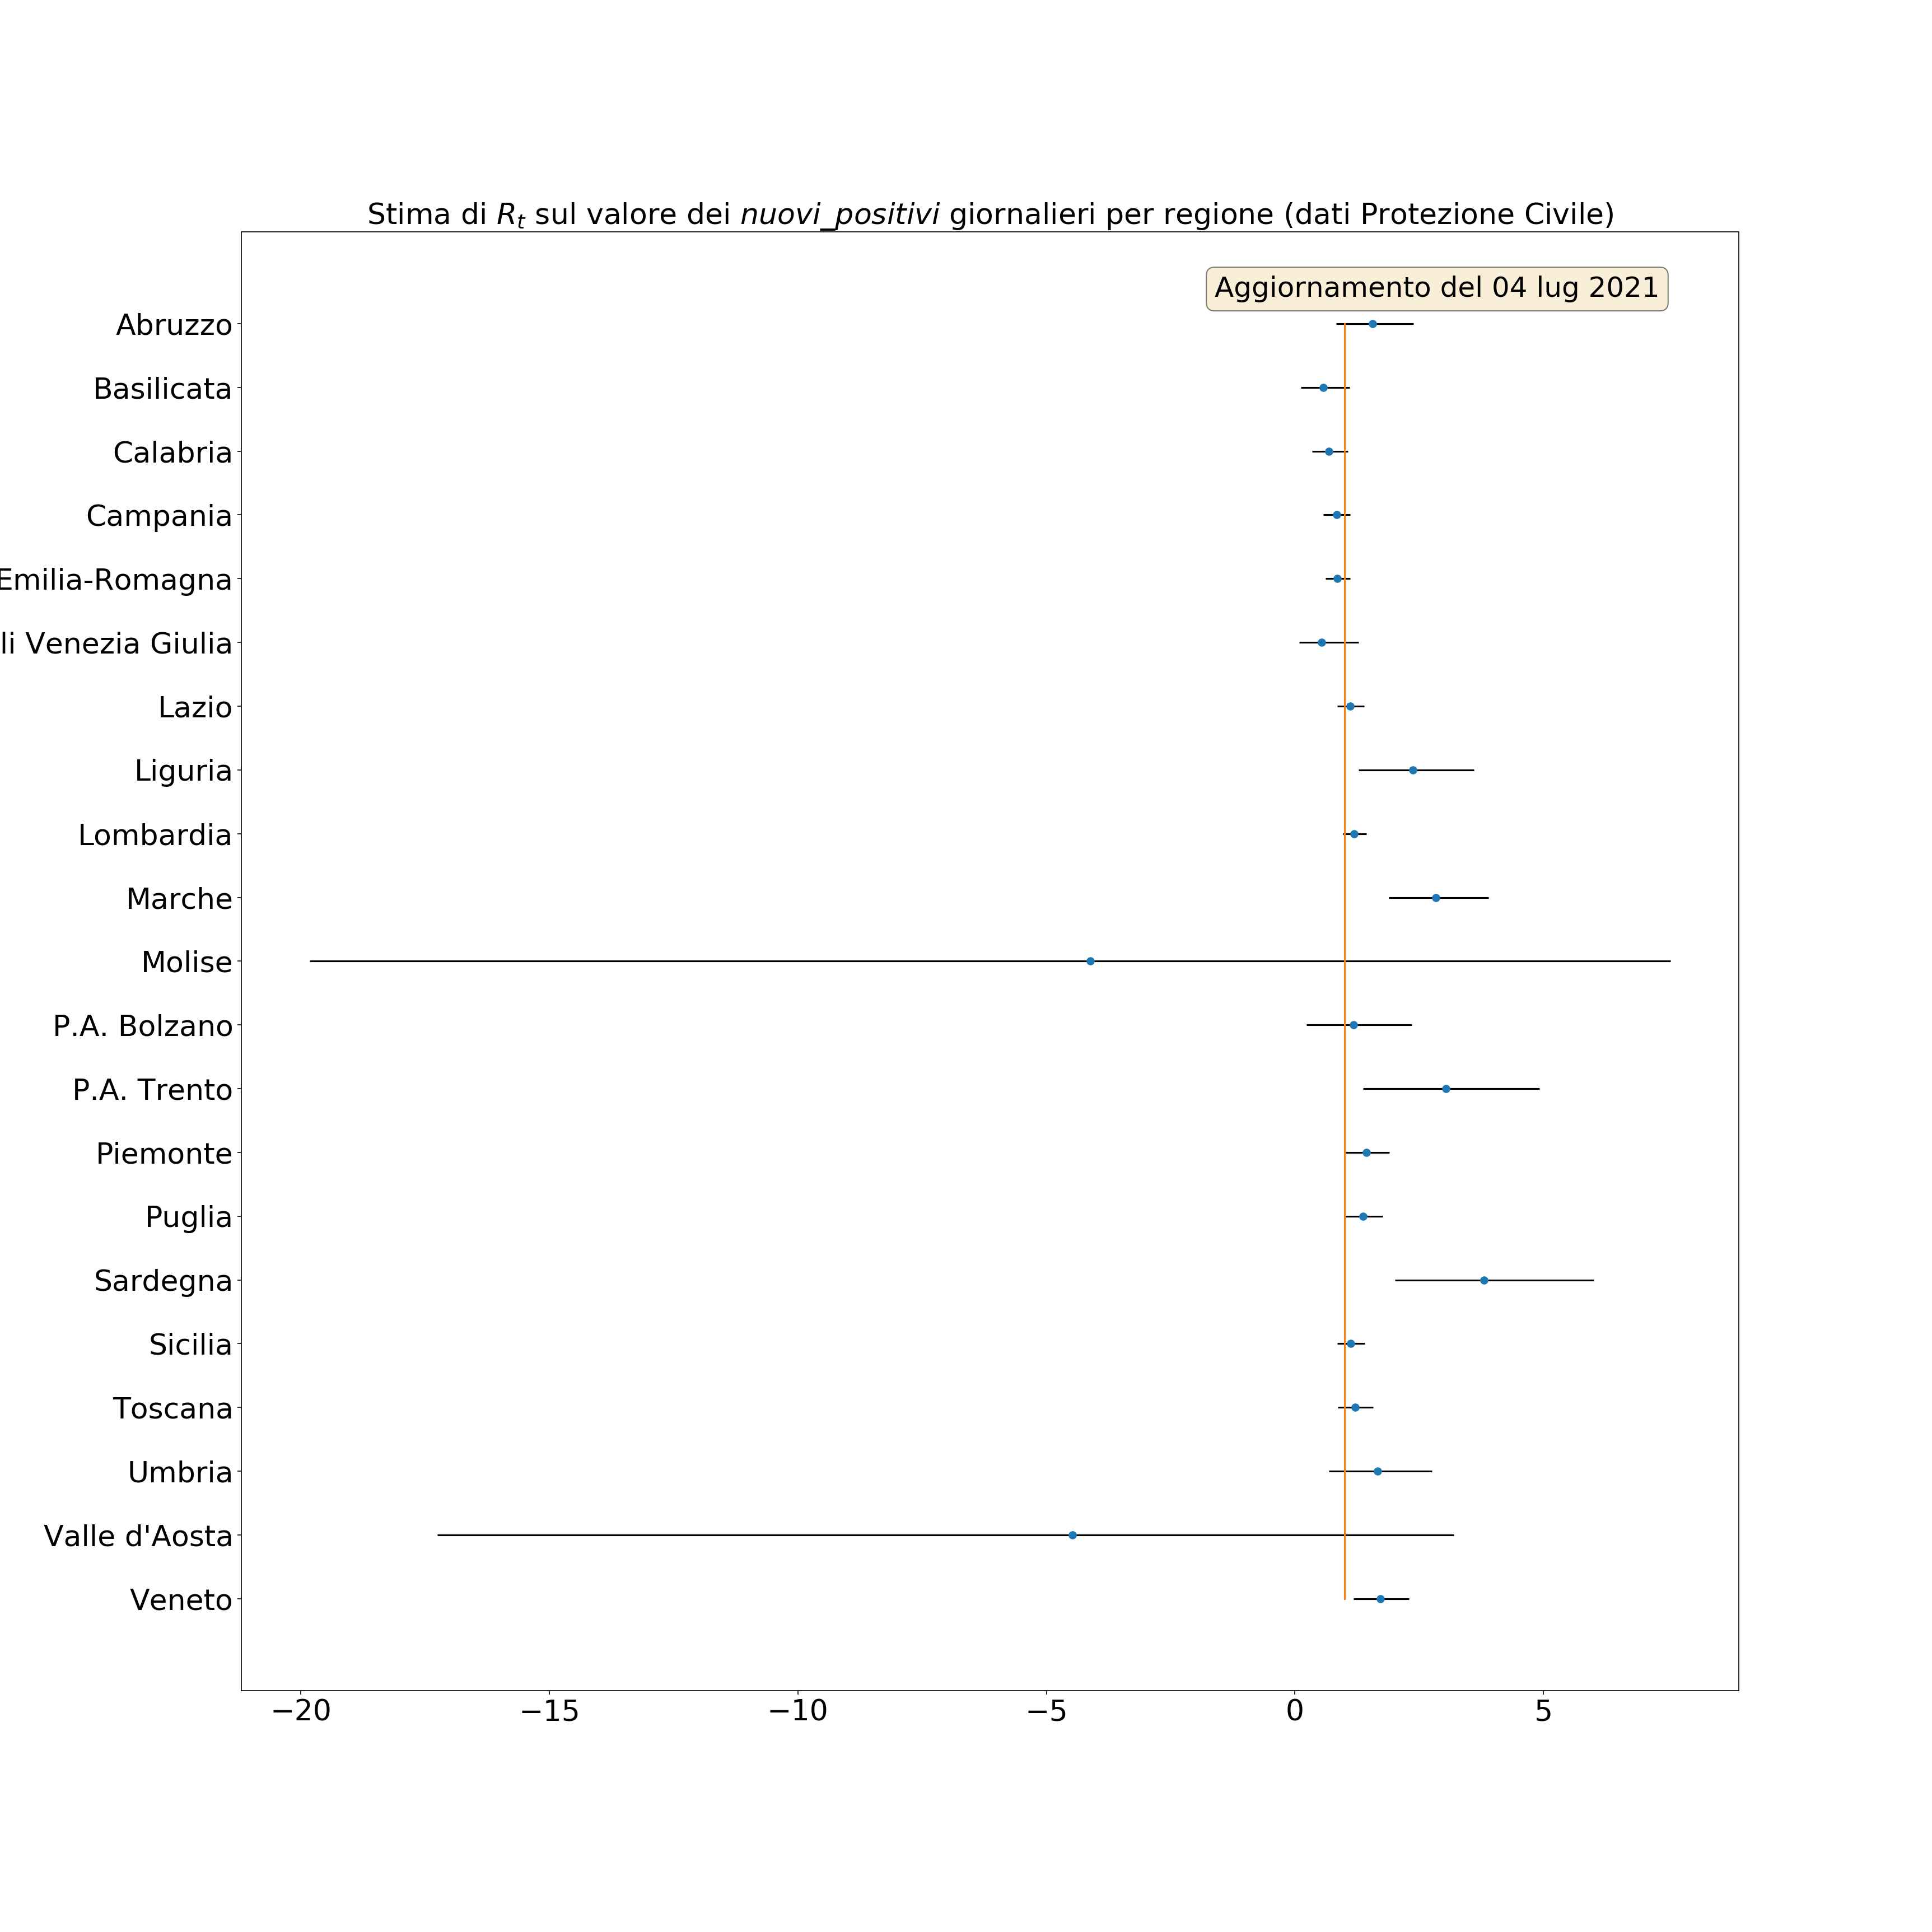 Stima di Rt sul valore dei nuovi_positivi giornalieri per regione (dati Protezione Civile)
Aggiornamento del 04 lug 2021
Abruzzo
Basilicata
Calabria
Campania
Emilia-Romagna
li Venezia Giulia
Lazio
Liguria
Lombardia
Marche
Molise
P.A. Bolzano
P.A. Trento
Piemonte
Puglia
Sardegna
Sicilia
Toscana
Umbria
Valle d'Aosta
Veneto
−20 −15 −10 −5 0 5